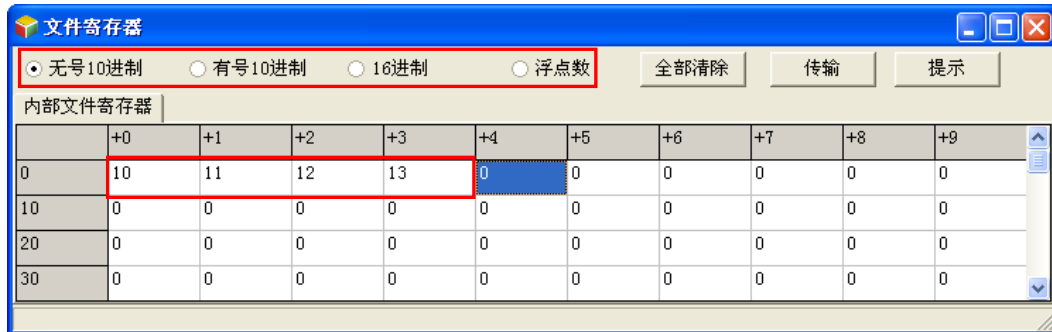 文件寄存器
无号10进制 有号10进制 16进制 浮点数 全部清除 传输 提示
内部文件寄存器
+0 +1 +2 +3 +4 +5 +6 +7 +8 +9
0 10 11 12 13 0 0 0 0 0 0
10 0 0 0 0 0 0 0 0 0 0
20 0 0 0 0 0 0 0 0 0 0
30 0 0 0 0 0 0 0 0 0 0